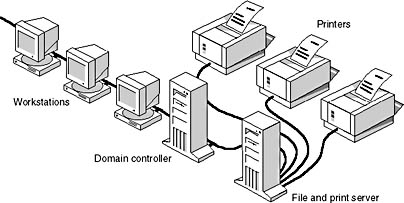 Printers
Workstations
Domain controller
File and print server